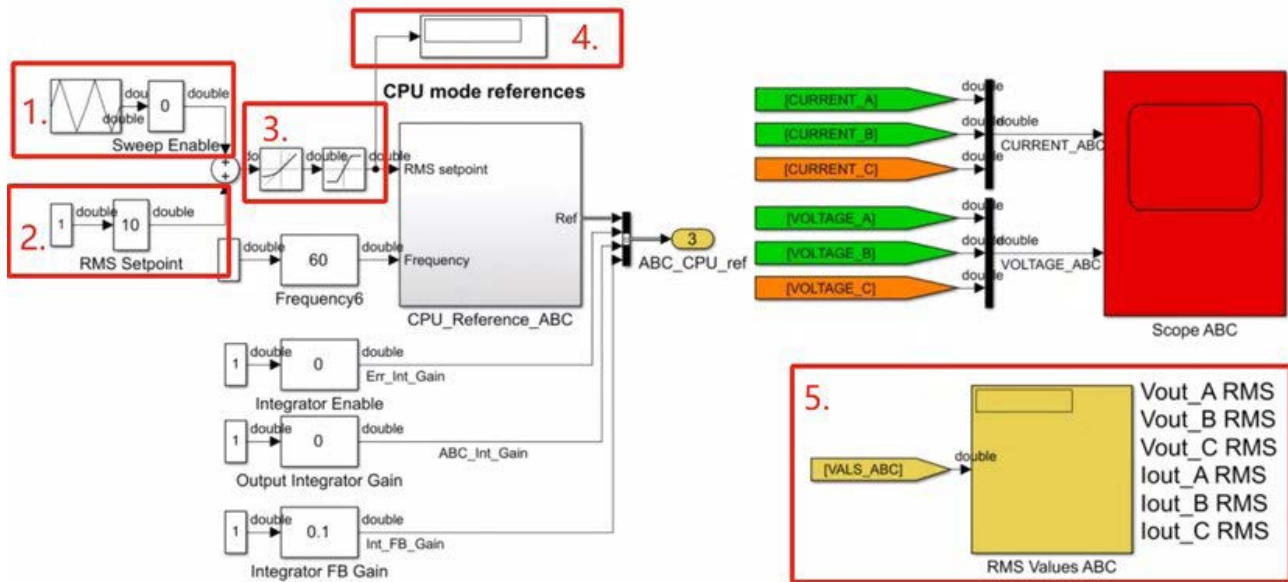 4.
CPU mode references
1.
double
double
0
double
Sweep Enable
3.
double
double
double
+
+
2.
1
double
10
double
RMS Setpoint
RMS setpoint
Ref
double
60
double
Frequency
Frequency6
CPU_Reference_ABC
3
ABC_CPU_ref
1
double
0
double
Err_Int_Gain
Integrator Enable
1
double
0
double
ABC_Int_Gain
Output Integrator Gain
1
double
0.1
double
Int_FB_Gain
Integrator FB Gain
[CURRENT_A]
double
[CURRENT_B]
double
double
CURRENT_ABC
[CURRENT_C]
double
[VOLTAGE_A]
double
[VOLTAGE_B]
double
double
VOLTAGE_ABC
[VOLTAGE_C]
double
Scope ABC
5.
[VALS_ABC]
double
RMS Values ABC
Vout_A RMS
Vout_B RMS
Vout_C RMS
Iout_A RMS
Iout_B RMS
Iout_C RMS